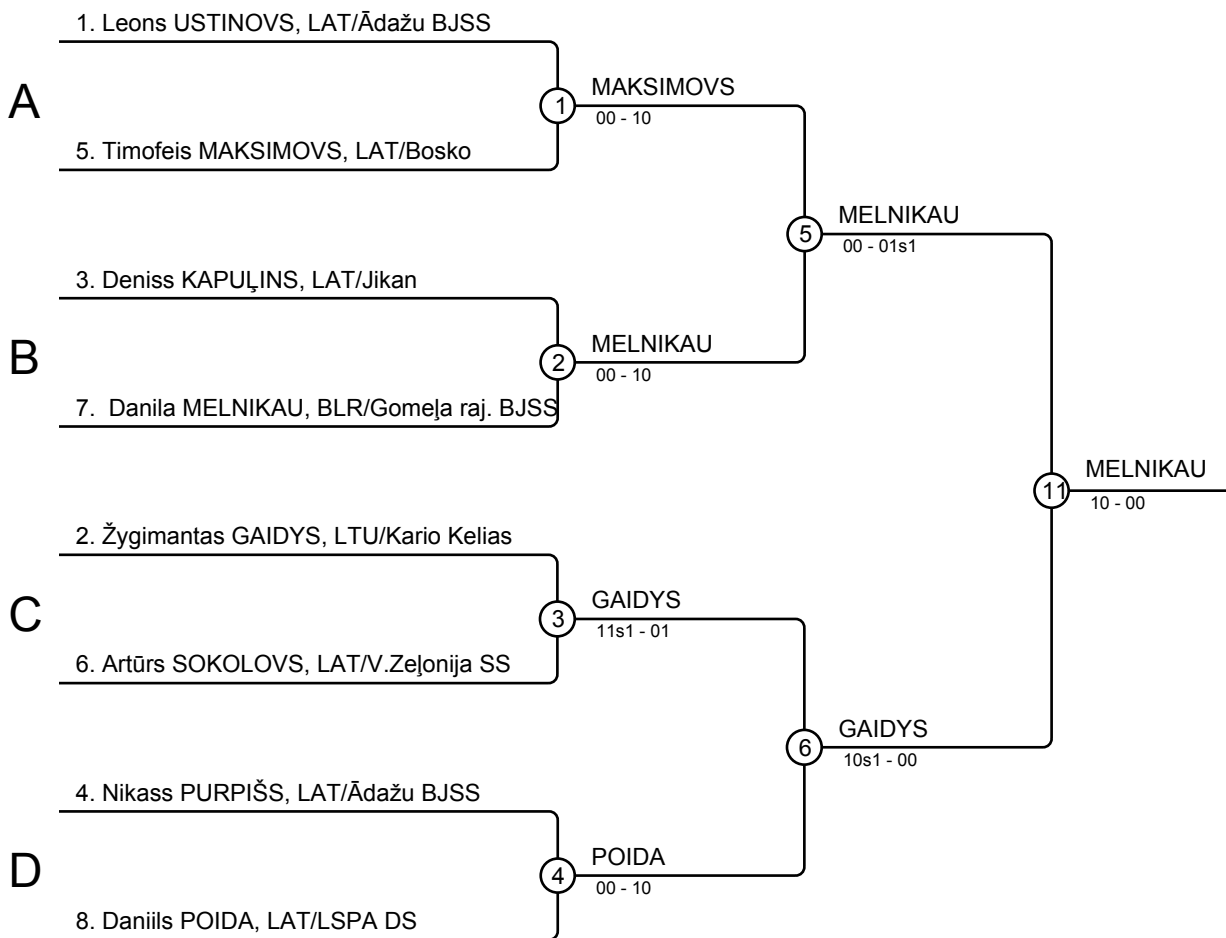 1. Leons USTINOVS, LAT/Ādažu BJSS
A
1
MAKSIMOVS
00 - 10
5. Timofeis MAKSIMOVS, LAT/Bosko
5
MELNIKAU
00 - 01s1
3. Deniss KAPUĻINS, LAT/Jikan
B
2
MELNIKAU
00 - 10
7. Danila MELNIKAU, BLR/Gomeļa raj. BJSS
11
MELNIKAU
10 - 00
2. Žygimantas GAIDYS, LTU/Kario Kelias
C
3
GAIDYS
11s1 - 01
6. Artūrs SOKOLOVS, LAT/V.Zeļonija SS
6
GAIDYS
10s1 - 00
4. Nikass PURPIŠS, LAT/Ādažu BJSS
D
4
POIDA
00 - 10
8. Daniils POIDA, LAT/LSPA DS